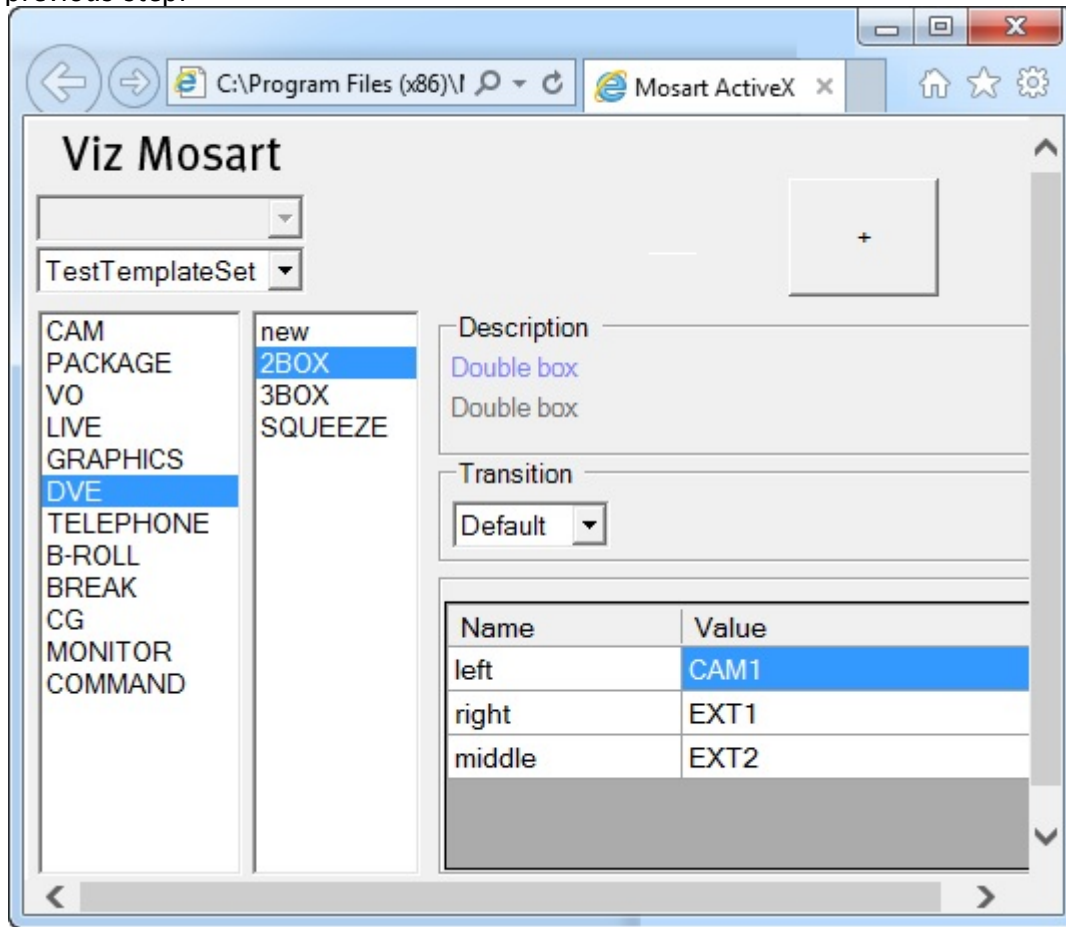 previous step.
C:\Program Files (x86)\
Mosart ActiveX
Viz Mosart
+
TestTemplateSet
CAM
PACKAGE
VO
LIVE
GRAPHICS
DVE
TELEPHONE
B-ROLL
BREAK
CG
MONITOR
COMMAND
new
2BOX
3BOX
SQUEEZE
Description
Double box
Double box
Transition
Default
Name Value
left CAM1
right EXT1
middle EXT2